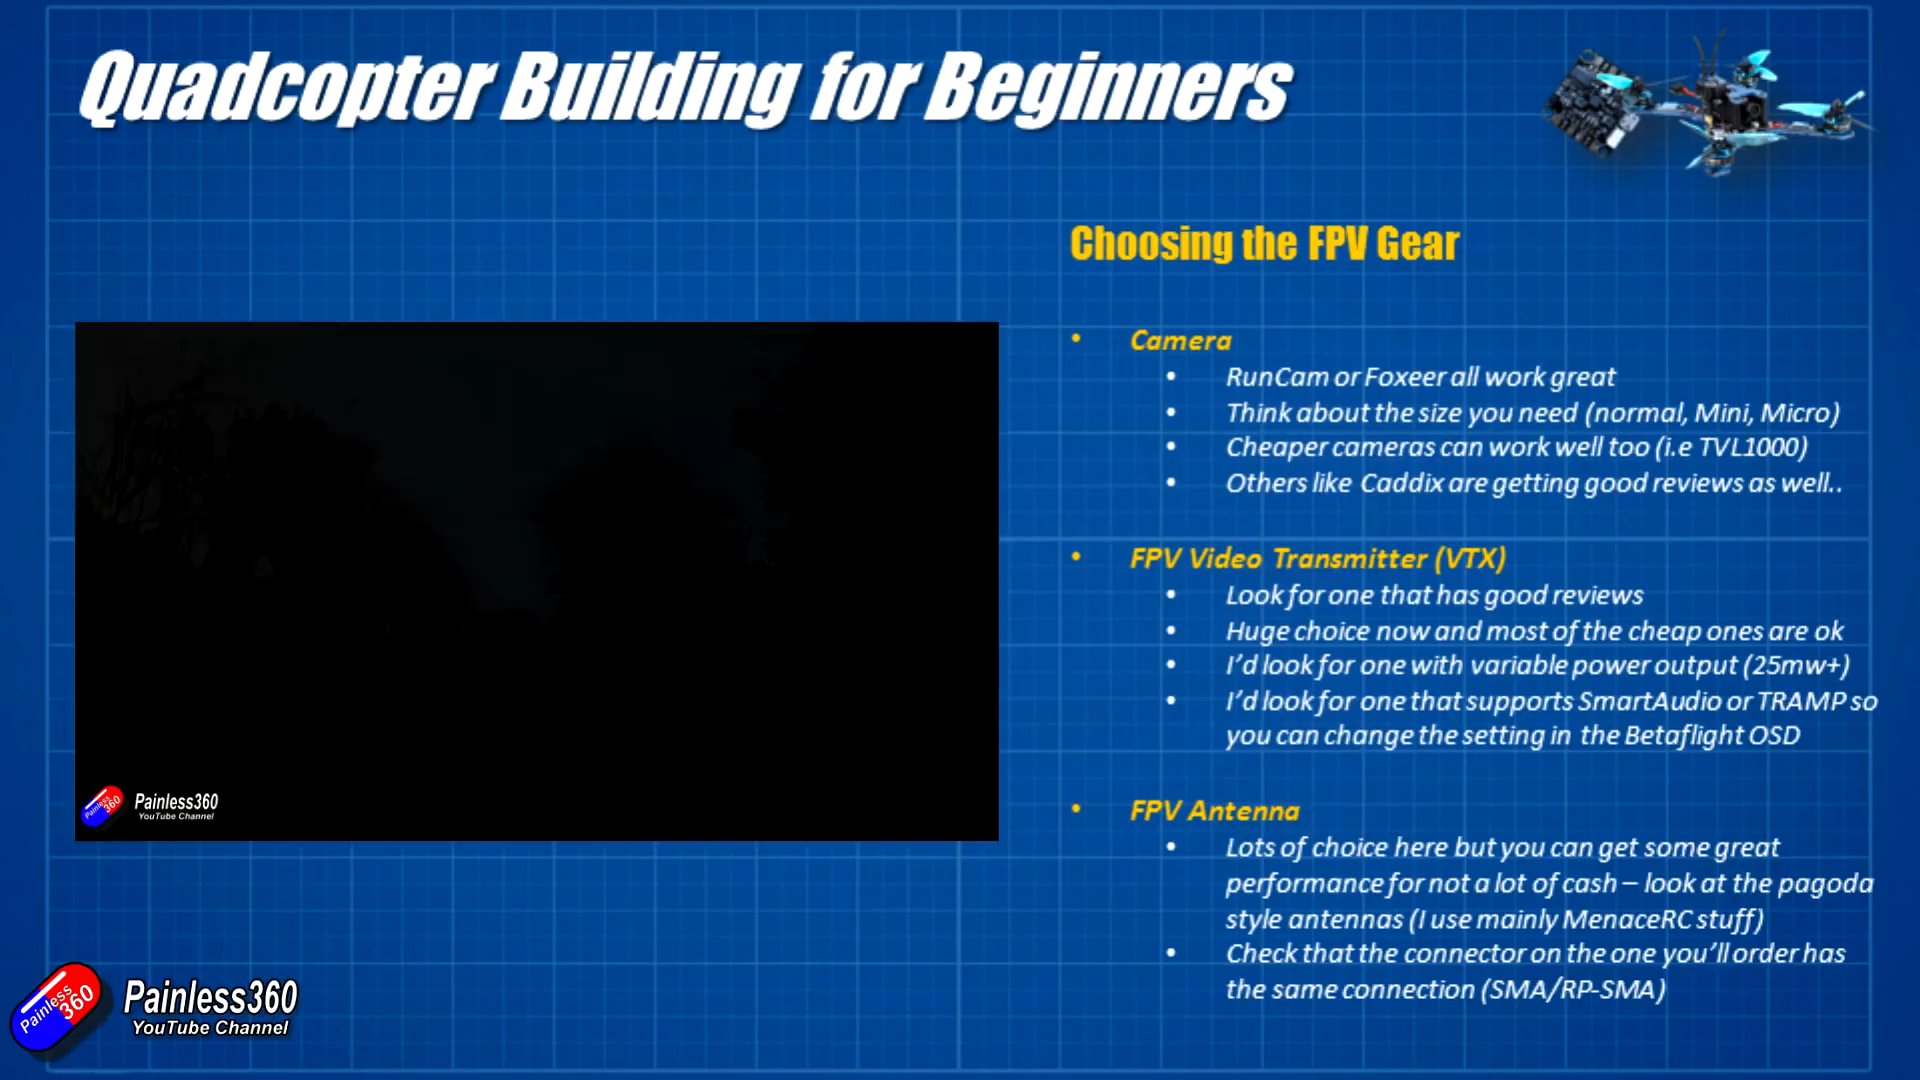 Quadcopter Building for Beginners
Choosing the FPV Gear
• Camera
• RunCam or Foxeer all work great
• Think about the size you need (normal, Mini, Micro)
• Cheaper cameras can work well too (i.e TVL1000)
• Others like Caddix are getting good reviews as well..
• FPV Video Transmitter (VTX)
• Look for one that has good reviews
• Huge choice now and most of the cheap ones are ok
• I'd look for one with variable power output (25mw+)
• I'd look for one that supports SmartAudio or TRAMP so
you can change the setting in the Betaflight OSD
• FPV Antenna
• Lots of choice here but you can get some great
performance for not a lot of cash – look at the pagoda
style antennas (I use mainly MenaceRC stuff)
• Check that the connector on the one you'll order has
the same connection (SMA/RP-SMA)
Painless
360
Painless360
YouTube Channel
Painless
360
Painless360
YouTube Channel